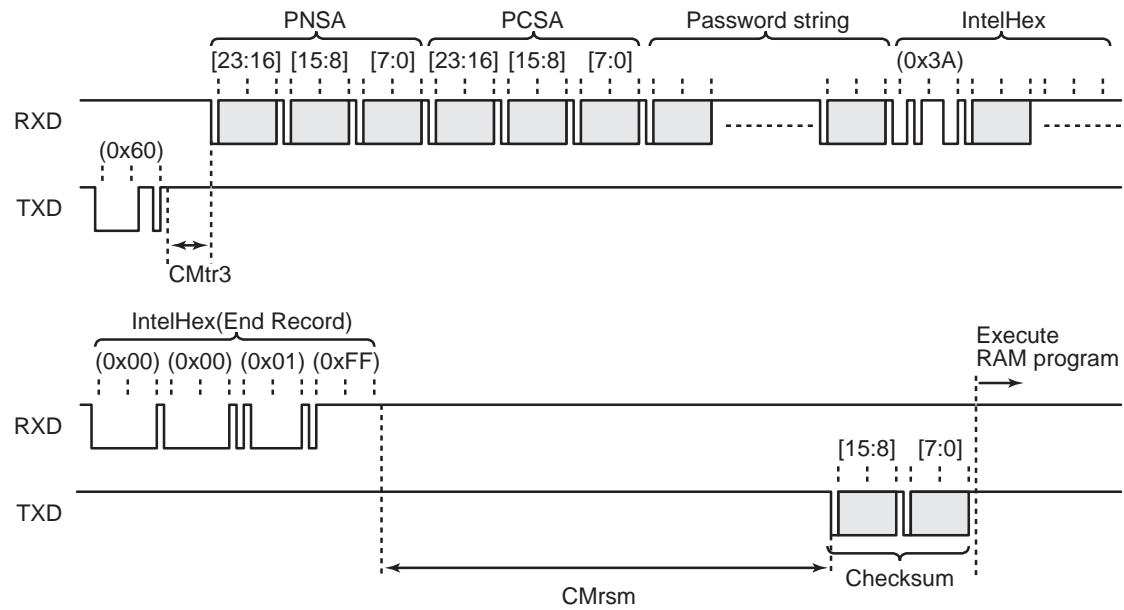 PNSA PCSA Password string IntelHex
[23:16] [15:8] [7:0] [23:16] [15:8] [7:0] (0x3A)
RXD
(0x60)
TXD
CMtr3
IntelHex(End Record)
(0x00) (0x00) (0x01) (0xFF)
Execute
RAM program
RXD
[15:8] [7:0]
TXD
Checksum
CMrsm